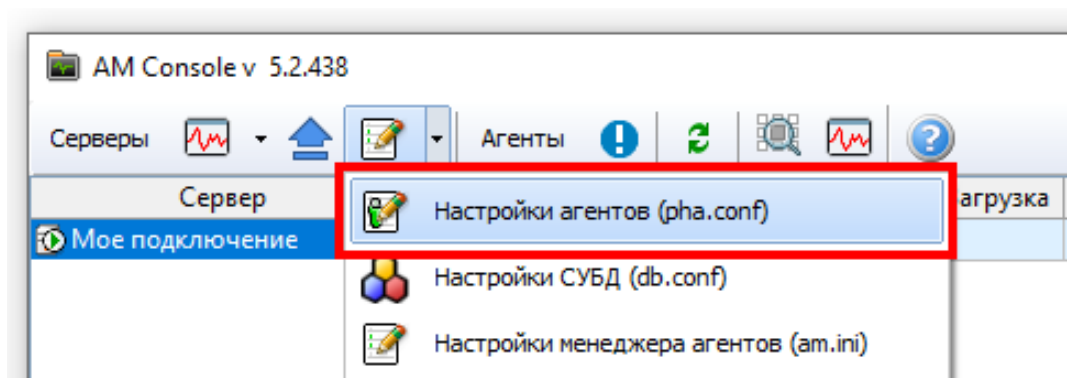 AM Console v 5.2.438
Серверы Агенты
Сервер агрузка
Настройки агентов (pha.conf)
Мое подключение
Настройки СУБД (db.conf)
Настройки менеджера агентов (am.ini)